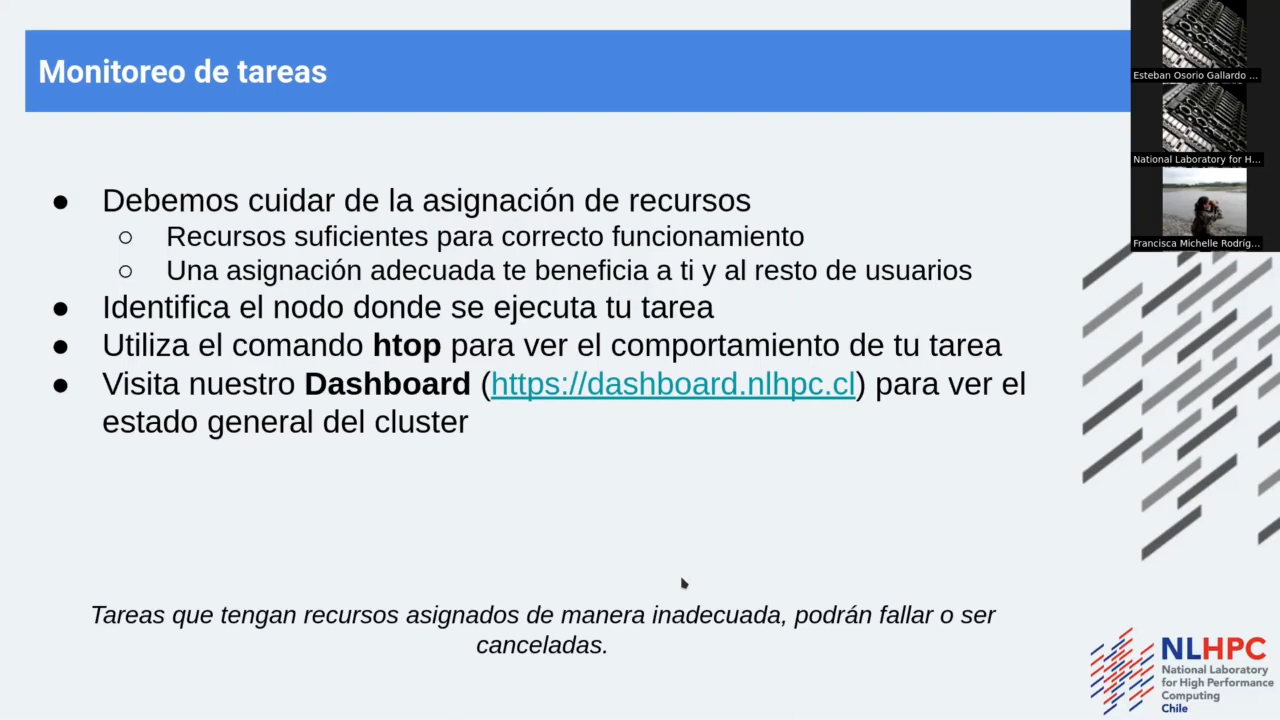 Monitoreo de tareas
Esteban Osorio Gallardo ...
National Laboratory for H...
Francisca Michelle Rodríg...
● Debemos cuidar de la asignación de recursos
○ Recursos suficientes para correcto funcionamiento
○ Una asignación adecuada te beneficia a ti y al resto de usuarios
● Identifica el nodo donde se ejecuta tu tarea
● Utiliza el comando htop para ver el comportamiento de tu tarea
● Visita nuestro Dashboard (https://dashboard.nlhpc.cl) para ver el
estado general del cluster
Tareas que tengan recursos asignados de manera inadecuada, podrán fallar o ser
canceladas.
NLHPC
National Laboratory
for High Performance
Computing
Chile